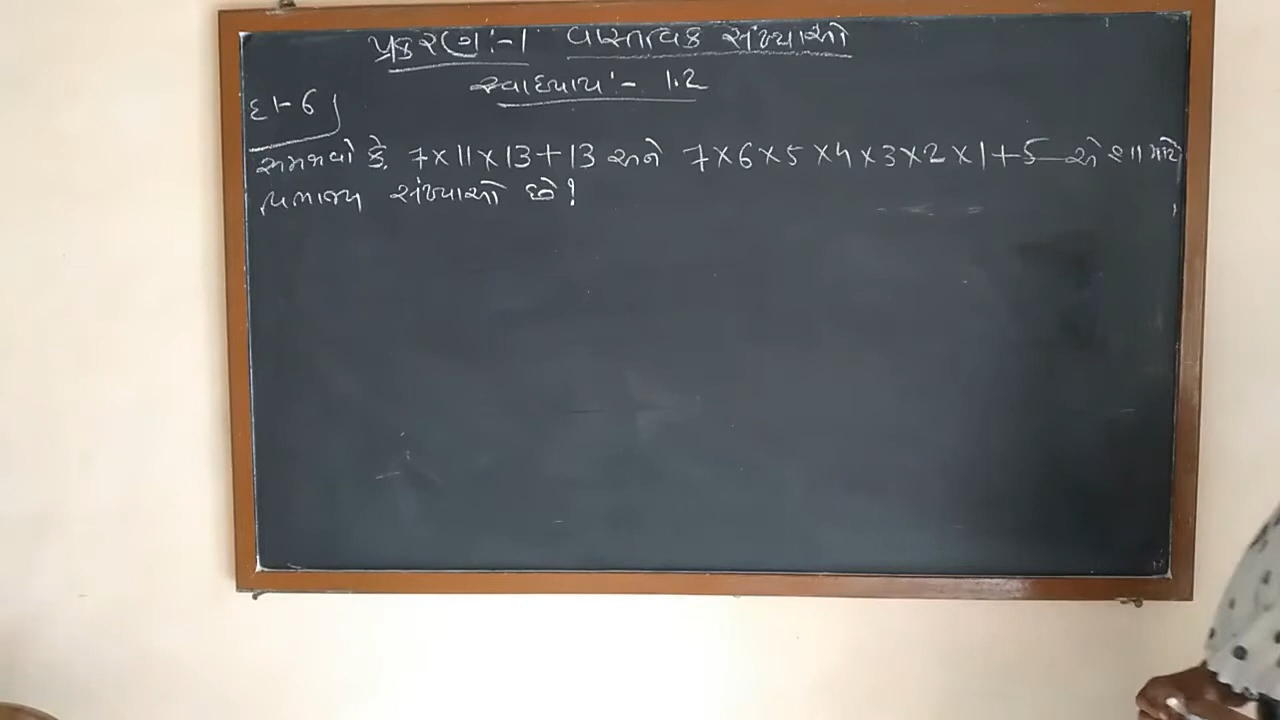 પ્રકરણ:-1 વાસ્તવિક સંખ્યાઓ
સ્વાધ્યાય:- 1.2
દા-6
સમજાવો કે, 7×11×13+13 અને 7×6×5×4×3×2×1+5 એ શા માટે
વિભાજ્ય સંખ્યાઓ છે?